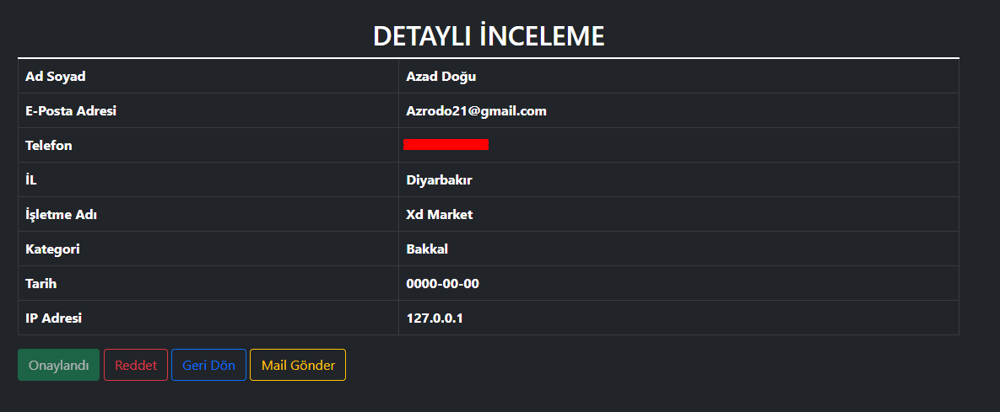 DETAYLI İNCELEME
Ad Soyad Azad Doğu
E-Posta Adresi Azrodo21@gmail.com
Telefon
İL Diyarbakır
İşletme Adı Xd Market
Kategori Bakkal
Tarih 0000-00-00
IP Adresi 127.0.0.1
Onaylandı Reddet Geri Dön Mail Gönder